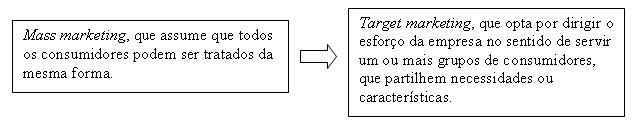 Mass marketing, que assume que todos
os consumidores podem ser tratados da
mesma forma.
Target marketing, que opta por dirigir o
esforço da empresa no sentido de servir
um ou mais grupos de consumidores,
que partilhem necessidades ou
características.